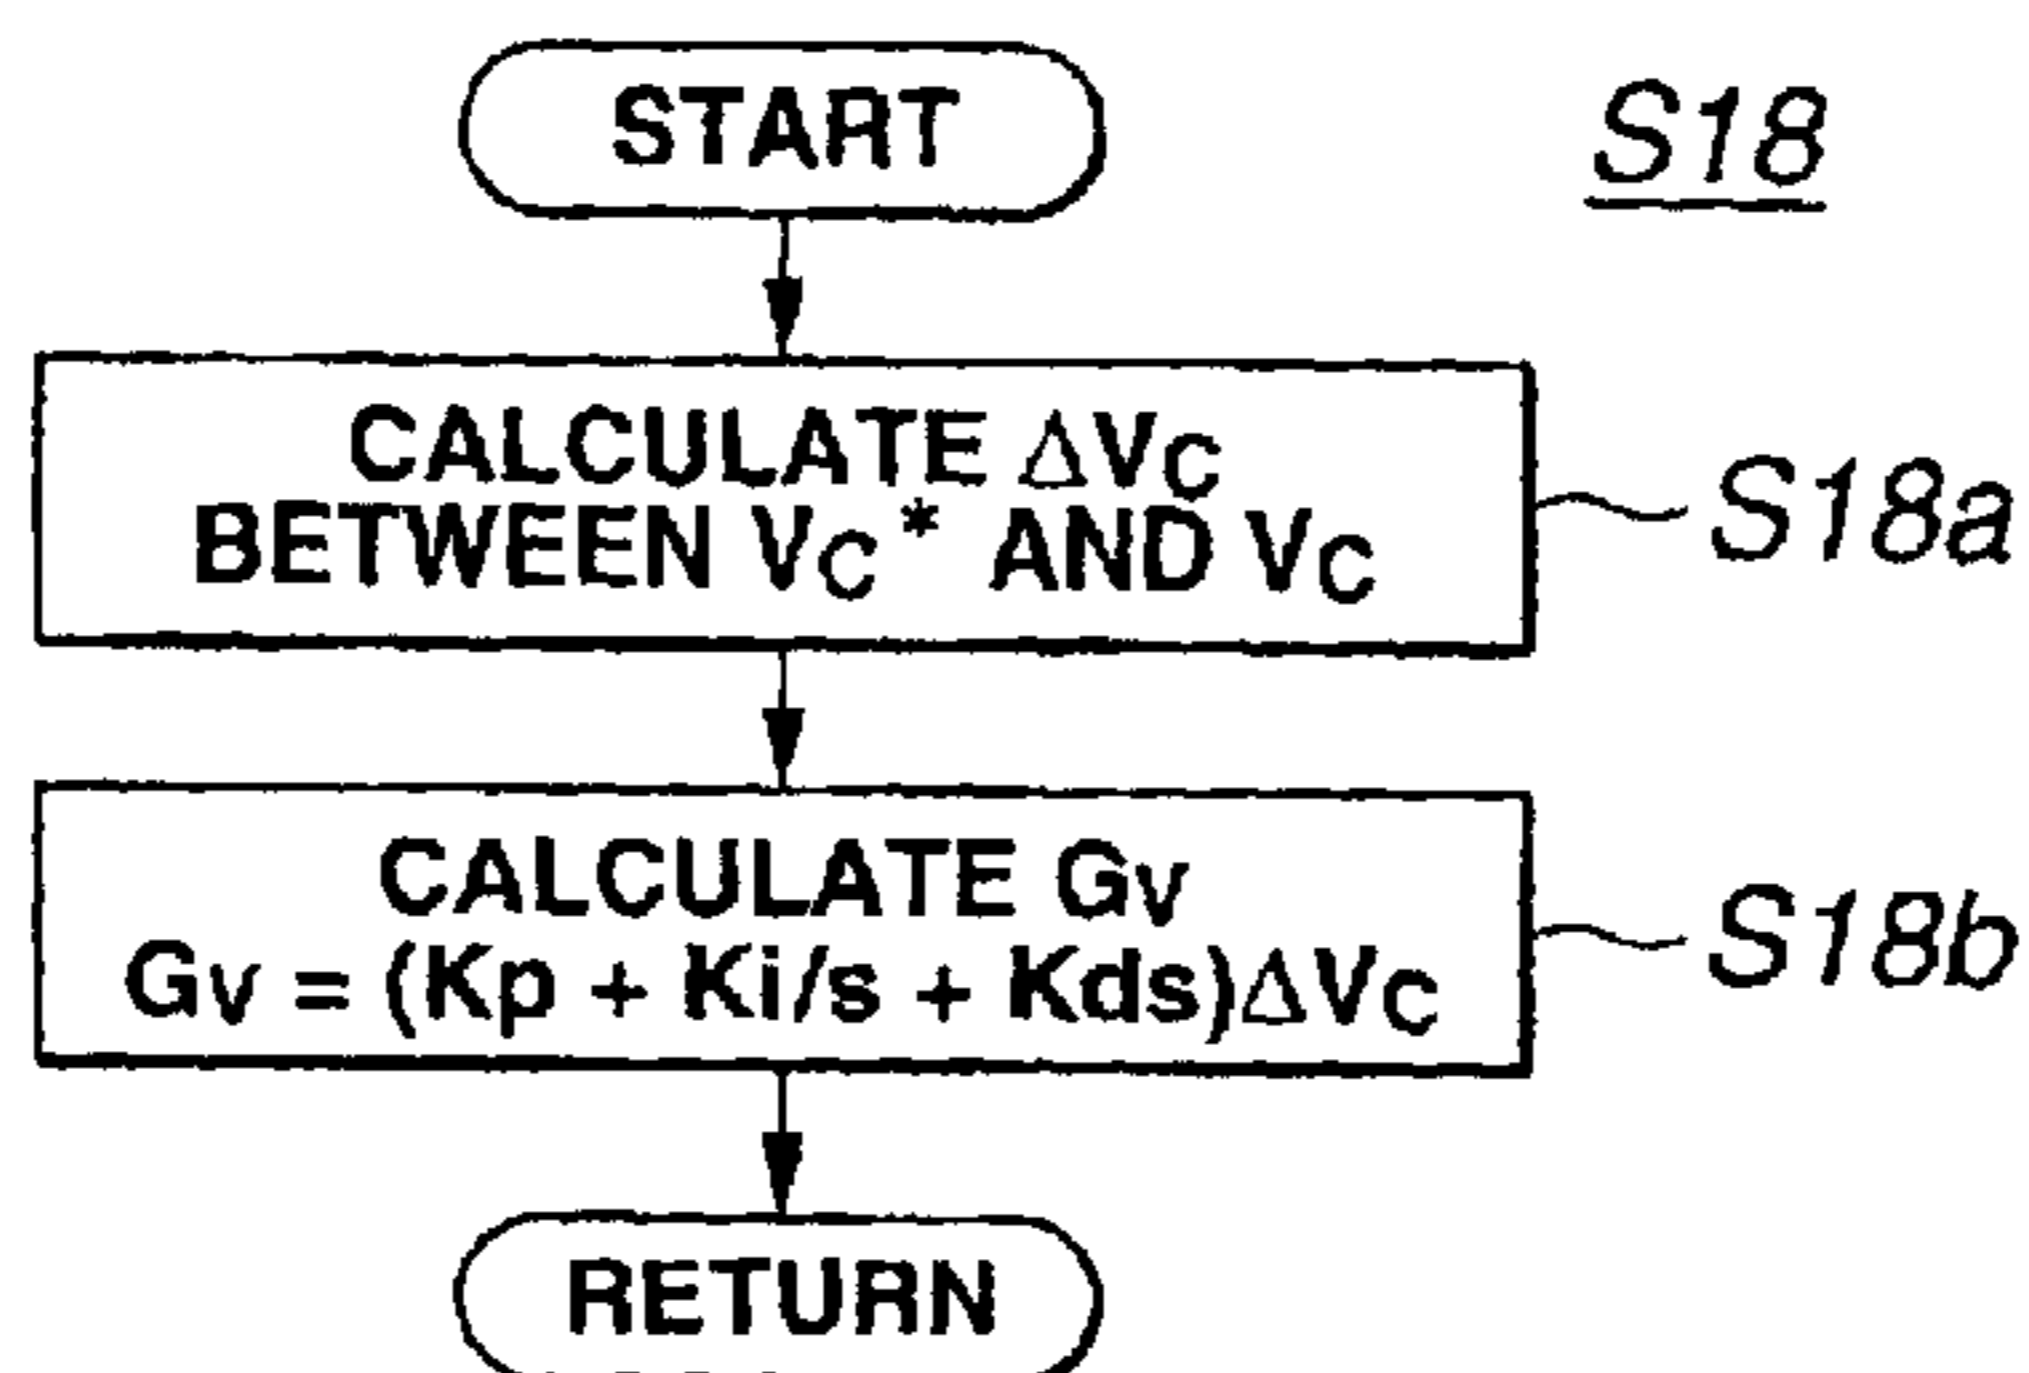 START
S18
CALCULATE ΔVC
BETWEEN VC* AND VC
S18a
CALCULATE GV
GV = (Kp + Ki/s + Kds)ΔVC
S18b
RETURN